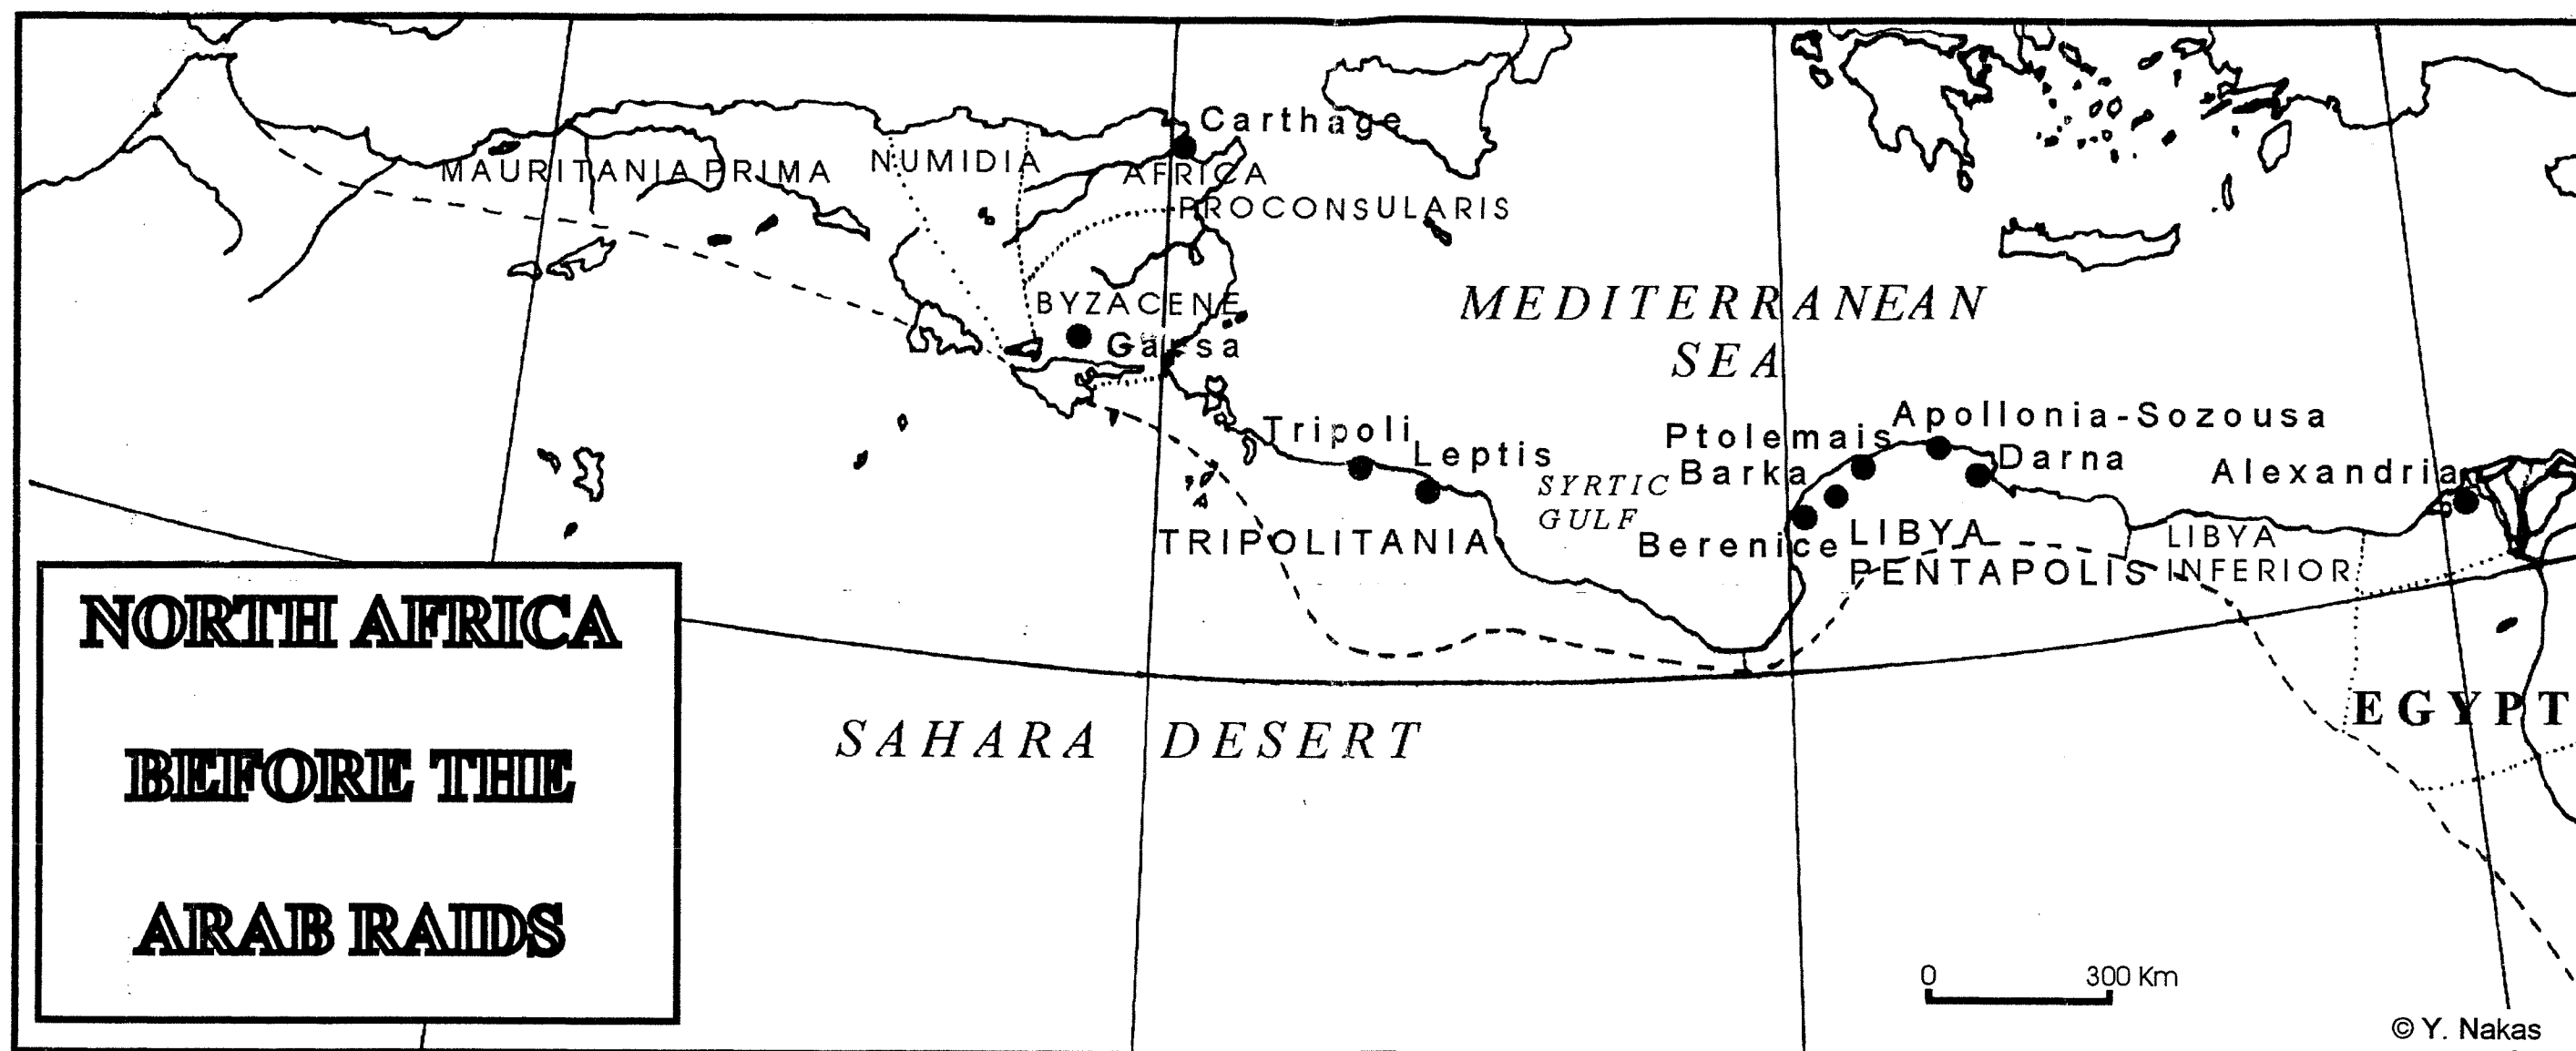 Carthage
MAURITANIA PRIMA
NUMIDIA
AFRICA
PROCONSULARIS
BYZACENE
Gafsa
MEDITERRANEAN
SEA
Tripoli
Leptis
SYRTIC
GULF
Ptolemais
Apollonia-Sozousa
Barka
Darna
Alexandria
TRIPOLITANIA
Berenice
LIBYA
PENTAPOLIS
LIBYA
INFERIOR
NORTH AFRICA
BEFORE THE
ARAB RAIDS
EGYPT
SAHARA DESERT
0 300 Km
© Y. Nakas